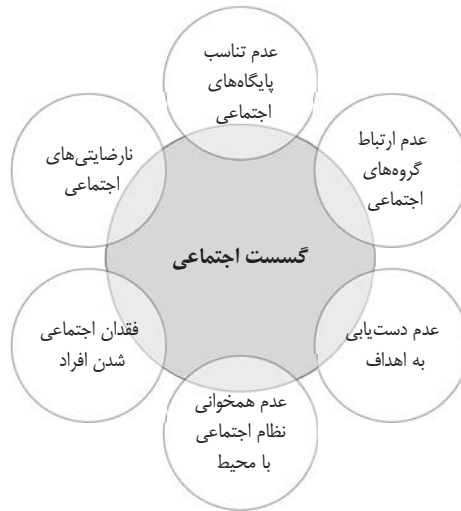 عدم تناسب
پایگاه‌های
اجتماعی
عدم ارتباط
گروه‌های
اجتماعی
نارضایتی‌های
اجتماعی
گسست اجتماعی
عدم دست‌یابی
به اهداف
فقدان اجتماعی
شدن افراد
عدم همخوانی
نظام اجتماعی
با محیط